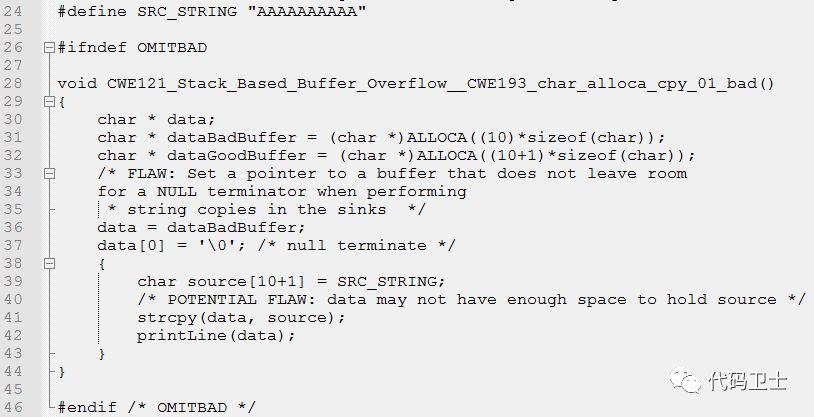 24 #define SRC_STRING "AAAAAAAAAA"
25
26 #ifndef OMITBAD
27
28 void CWE121_Stack_Based_Buffer_Overflow__CWE193_char_alloca_cpy_01_bad()
29 {
30     char * data;
31     char * dataBadBuffer = (char *)ALLOCA((10)*sizeof(char));
32     char * dataGoodBuffer = (char *)ALLOCA((10+1)*sizeof(char));
33     /* FLAW: Set a pointer to a buffer that does not leave room
34     for a NULL terminator when performing
35      * string copies in the sinks  */
36     data = dataBadBuffer;
37     data[0] = '\0'; /* null terminate */
38     {
39         char source[10+1] = SRC_STRING;
40         /* POTENTIAL FLAW: data may not have enough space to hold source */
41         strcpy(data, source);
42         printLine(data);
43     }
44 }
45
46 #endif /* OMITBAD */
代码卫士